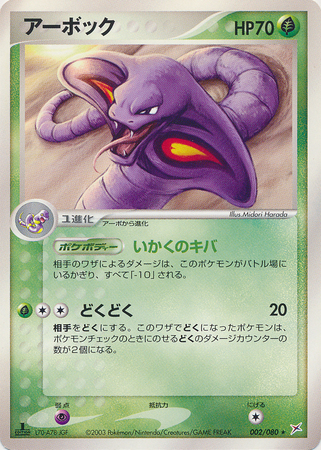 アーボック HP70
Illus.Midori Harada
1進化 アーボから進化
ポケボディー いかくのキバ
相手のワザによるダメージは、このポケモンがバトル場に
いるかぎり、すべて「-10」される。
どくどく 20
相手をどくにする。このワザでどくになったポケモンは、
ポケモンチェックのときにのせるどくのダメージカウンターの
数が2個になる。
弱点 抵抗力 にげる
©2003 Pokémon/Nintendo/Creatures/GAME FREAK 002/080 ★